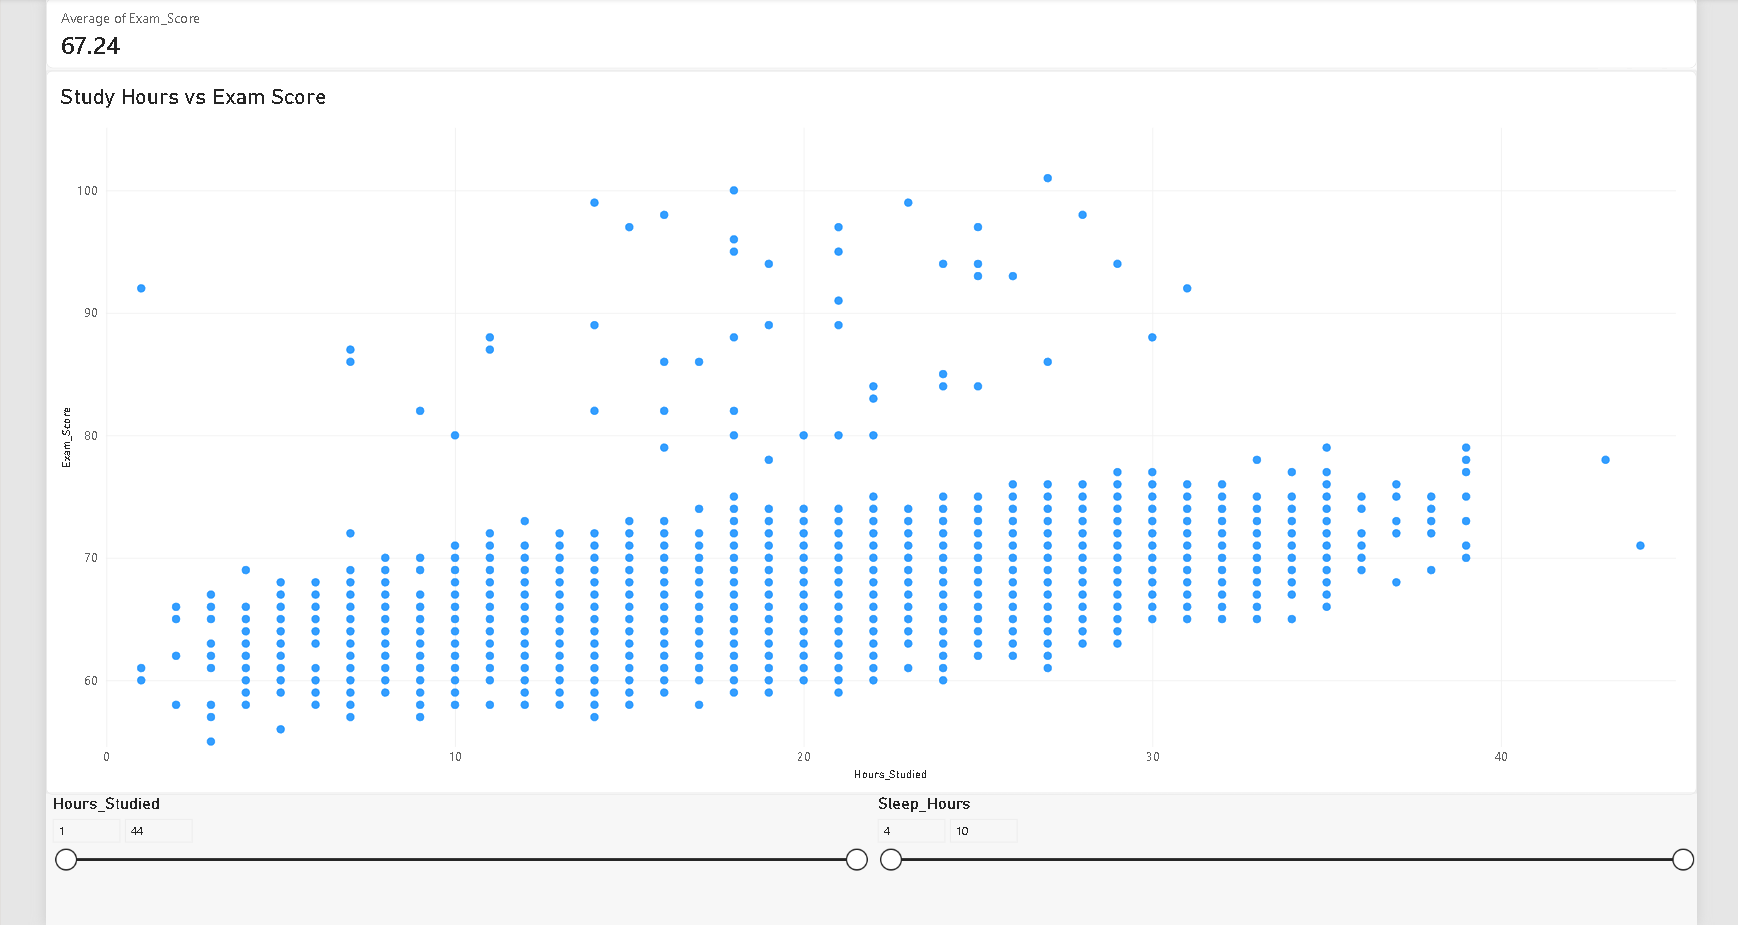 Average of Exam_Score
67.24
Study Hours vs Exam Score
100
90
80
70
60
Exam_Score
0 10 20 30 40
Hours_Studied
Hours_Studied Sleep_Hours
1 44 4 10